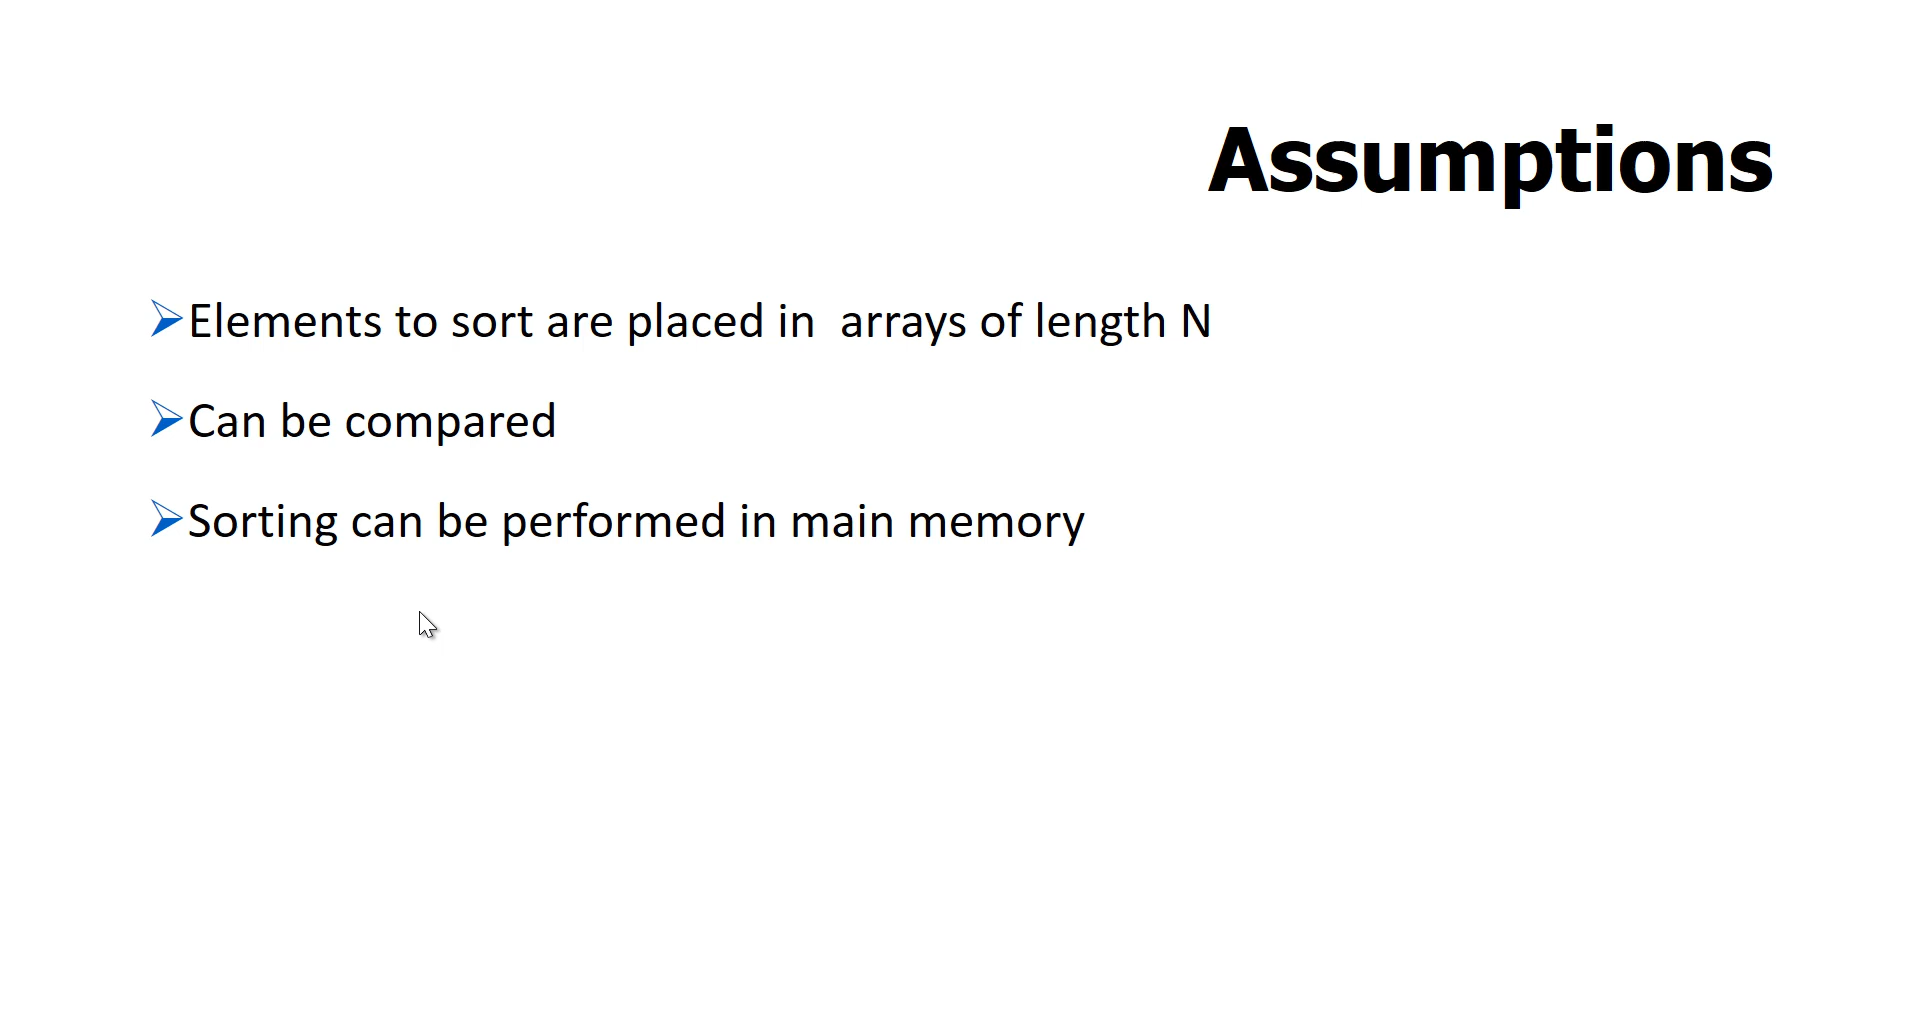 Assumptions
➢Elements to sort are placed in  arrays of length N
➢Can be compared
➢Sorting can be performed in main memory